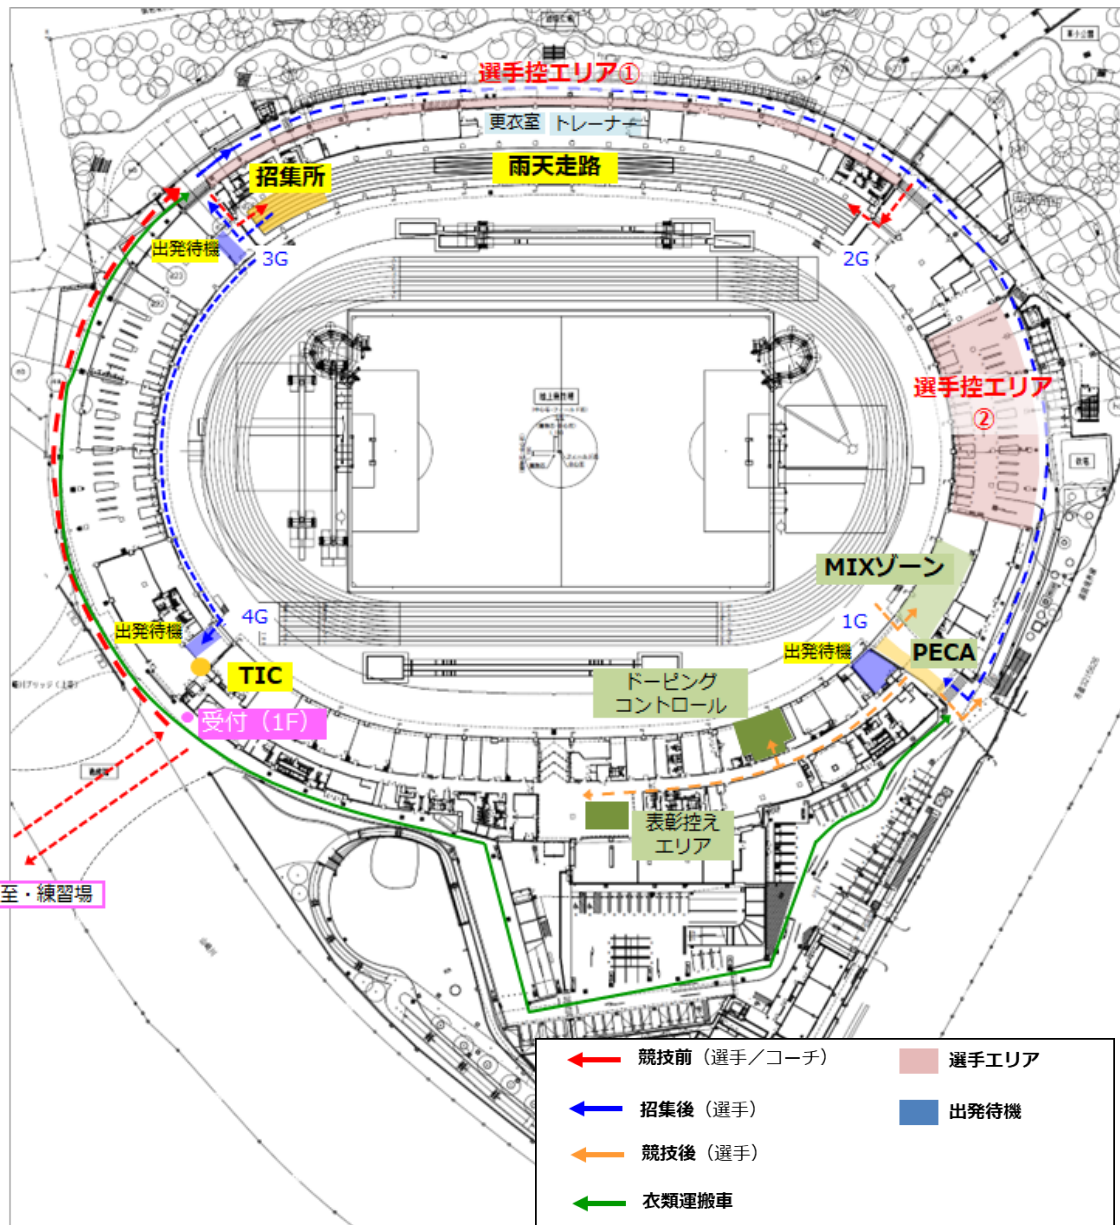 選手控エリア①
更衣室
トレーナー
招集所
雨天走路
出発待機
3G
2G
選手控エリア
②
MIXゾーン
4G
1G
出発待機
出発待機
PECA
TIC
ドーピング
コントロール
受付（1F）
表彰控え
エリア
至・練習場
競技前（選手／コーチ）
選手エリア
招集後（選手）
出発待機
競技後（選手）
衣類運搬車